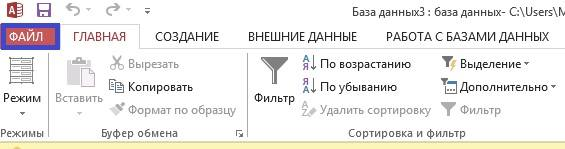 База данных3 : база данных- C:\Users\M
ФАЙЛ ГЛАВНАЯ СОЗДАНИЕ ВНЕШНИЕ ДАННЫЕ РАБОТА С БАЗАМИ ДАННЫХ
Режим
Режимы
Вставить
Вырезать
Копировать
Формат по образцу
Буфер обмена
Фильтр
По возрастанию
По убыванию
Удалить сортировку
Выделение
Дополнительно
Фильтр
Сортировка и фильтр